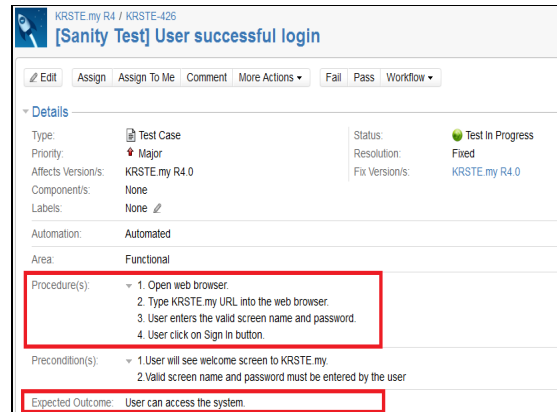 KRSTE.my R4 / KRSTE-426
[Sanity Test] User successful login
Edit Assign Assign To Me Comment More Actions Fail Pass Workflow
Details
Type: Test Case Status: Test In Progress
Priority: Major Resolution: Fixed
Affects Version/s: KRSTE.my R4.0 Fix Version/s: KRSTE.my R4.0
Component/s: None
Labels: None
Automation: Automated
Area: Functional
Procedure(s): 1. Open web browser.
2. Type KRSTE.my URL into the web browser.
3. User enters the valid screen name and password.
4. User click on Sign In button.
Precondition(s): 1.User will see welcome screen to KRSTE.my.
2.Valid screen name and password must be entered by the user
Expected Outcome: User can access the system.